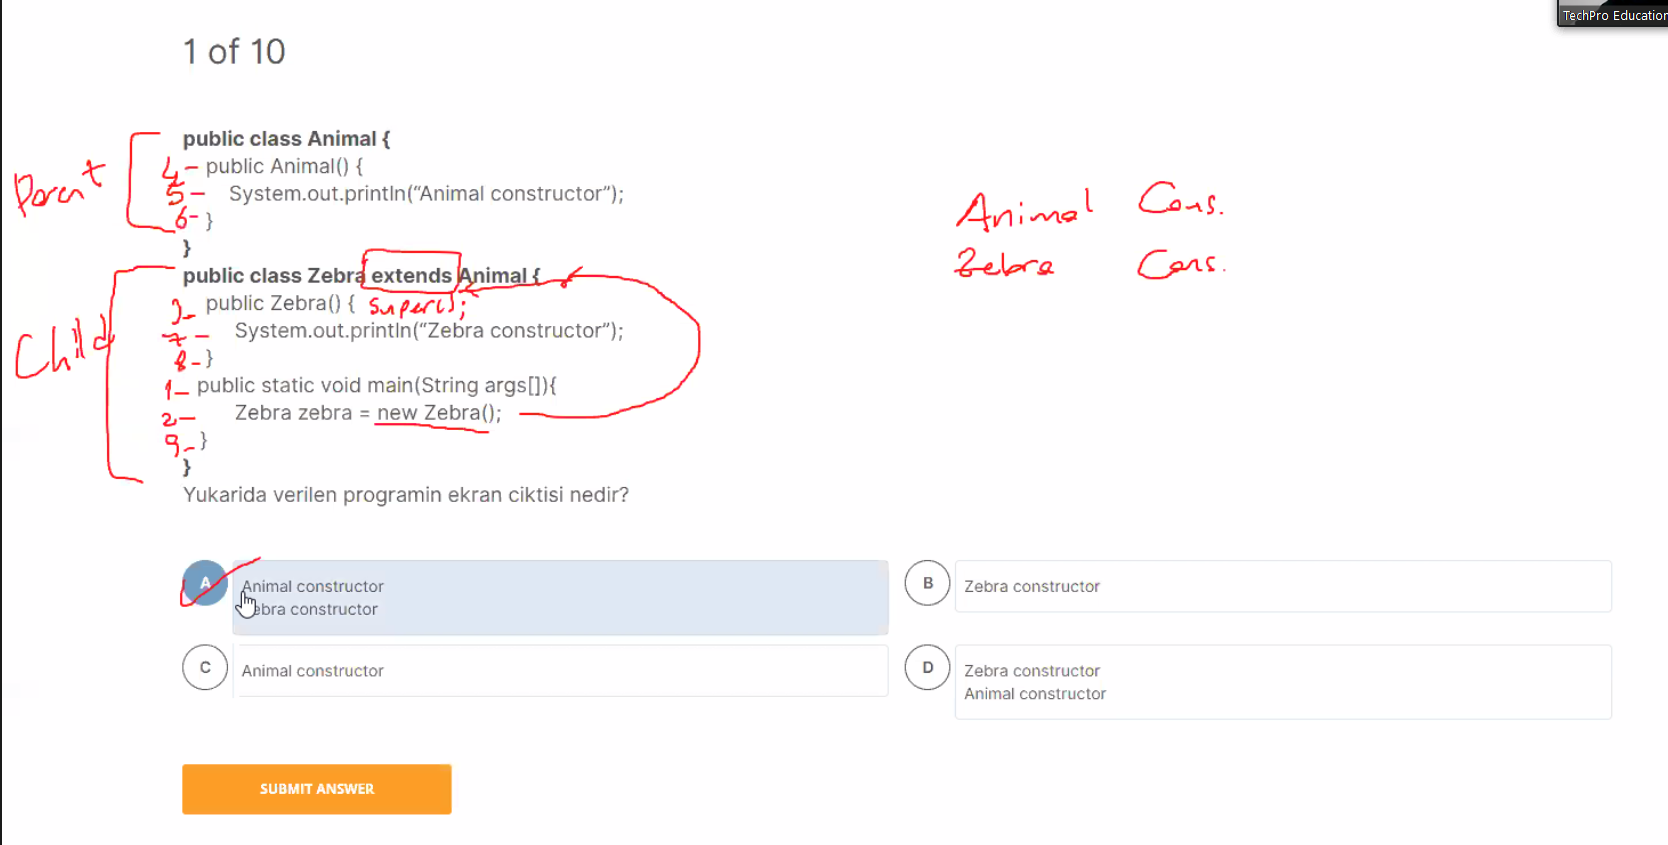 TechPro Education
1 of 10
public class Animal {
4- public Animal() {
5- System.out.println(“Animal constructor”);
6- }
}
Parent
public class Zebra extends Animal {
3- public Zebra() { super();
7- System.out.println(“Zebra constructor”);
8- }
1- public static void main(String args[]){
2- Zebra zebra = new Zebra();
9- }
}
Child
Animal Cons.
Zebra Cons.
Yukarida verilen programin ekran ciktisi nedir?
A
Animal constructor
Zebra constructor
B
Zebra constructor
C
Animal constructor
D
Zebra constructor
Animal constructor
SUBMIT ANSWER